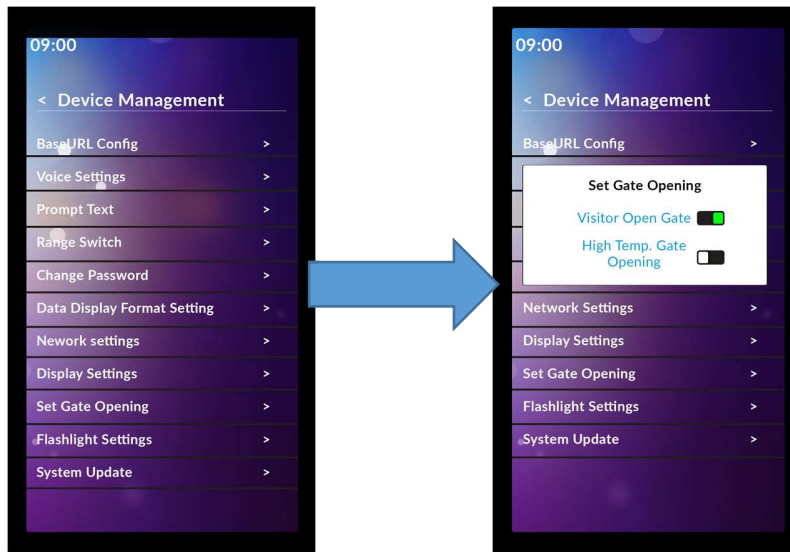 09:00
< Device Management
BaseURL Config >
Voice Settings >
Prompt Text >
Range Switch >
Change Password >
Data Display Format Setting >
Nework settings >
Display Settings >
Set Gate Opening >
Flashlight Settings >
System Update >
09:00
< Device Management
BaseURL Config >
Set Gate Opening
Visitor Open Gate
High Temp. Gate
Opening
Network Settings >
Display Settings >
Set Gate Opening >
Flashlight Settings >
System Update >